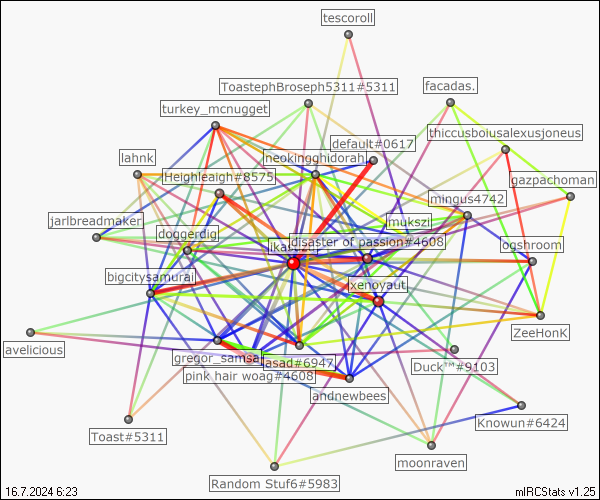 tescoroll
ToastephBroseph5311#5311
facadas.
turkey_mcnugget
thiccusbolusalexusjoneus
default#0617
lahnk
neokingghidorah
Heighleaigh#8575
gazpachoman
mingus4742
jarlbreadmaker
mukszi
doggerdig
disaster of passion#4608
ogshroom
bigcitysamurai
xenoyaut
ZeeHonK
avelicious
gregor_samsa
asad#6947
Duck™#9103
pink hair woag#4608
andnewbees
Knowun#6424
Toast#5311
moonraven
Random Stuf6#5983
16.7.2024 6:23
mIRCStats v1.25